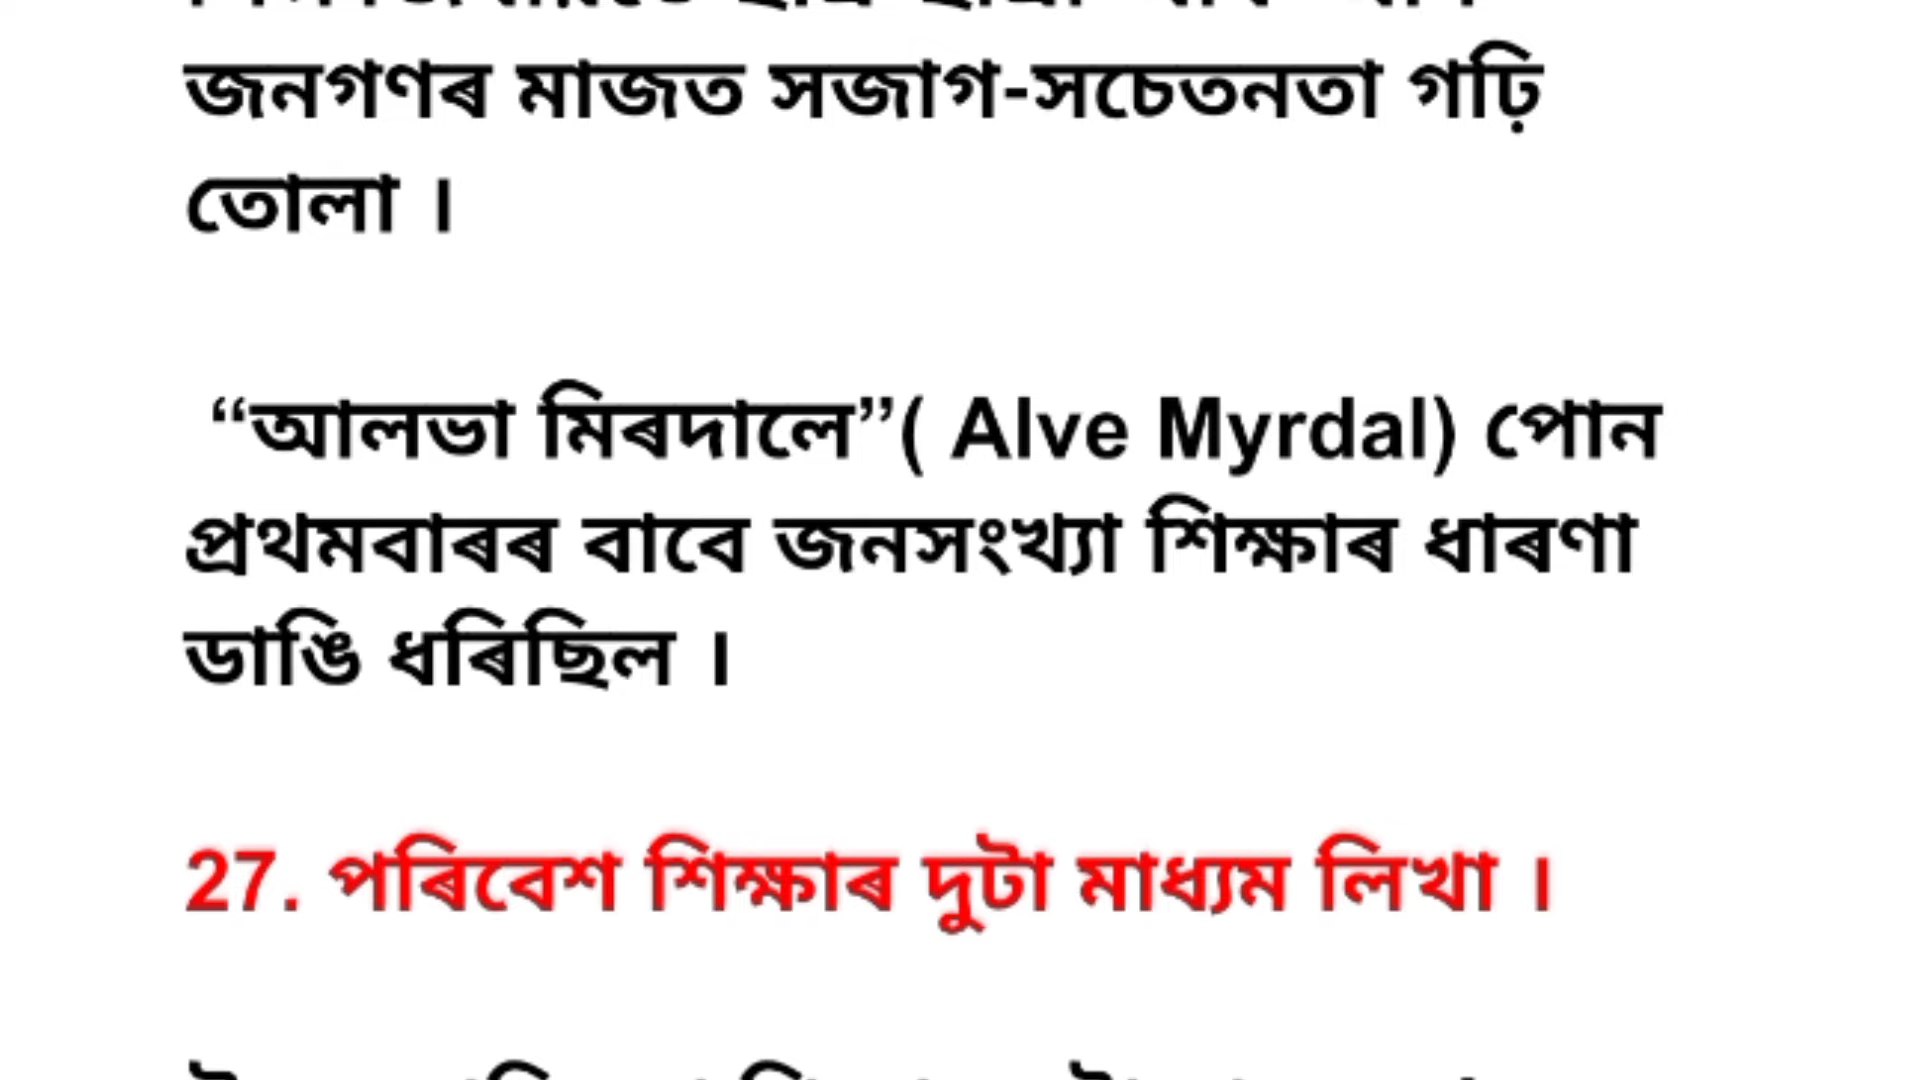 জনগণৰ মাজত সজাগ-সচেতনতা গঢ়ি
তোলা ।
“আলভা মিৰদালে”( Alve Myrdal) পোন
প্ৰথমবাৰৰ বাবে জনসংখ্যা শিক্ষাৰ ধাৰণা
ডাঙি ধৰিছিল ।
27. পৰিবেশ শিক্ষাৰ দুটা মাধ্যম লিখা ।